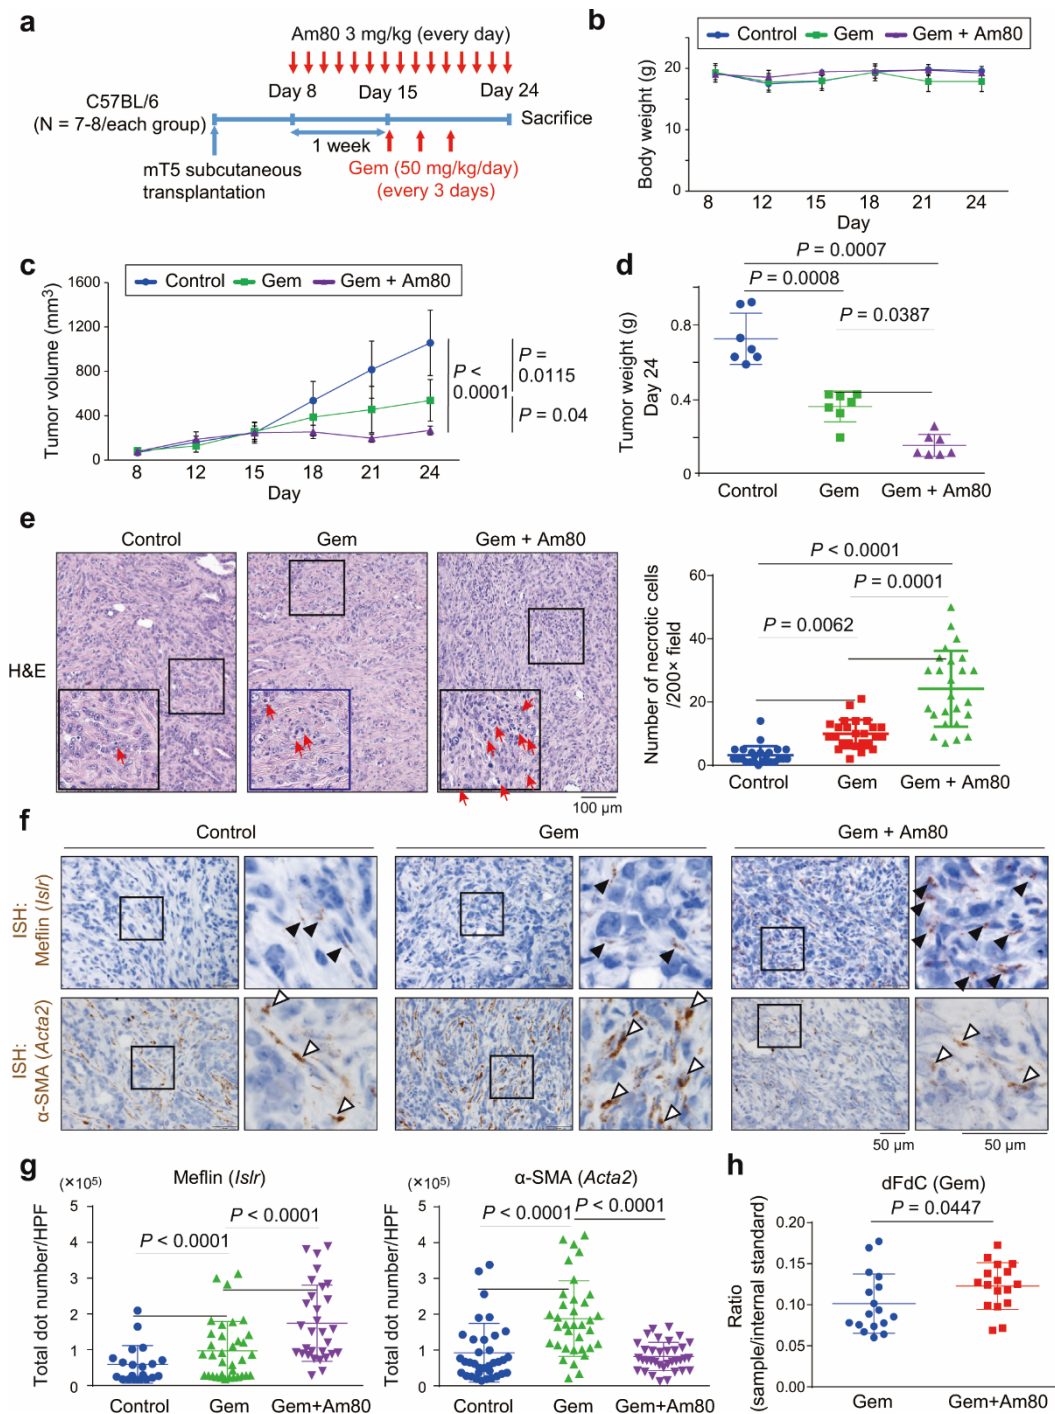 a
Am80 3 mg/kg (every day)
Day 8
Day 15
Day 24
C57BL/6
(N = 7-8/each group)
Sacrifice
1 week
mT5 subcutaneous
transplantation
Gem (50 mg/kg/day)
(every 3 days)
b
Control
Gem
Gem + Am80
Body weight (g)
20
10
0
8
12
15
18
21
24
Day
c
Control
Gem
Gem + Am80
Tumor volume (mm³)
1600
1200
800
400
0
8
12
15
18
21
24
Day
P <
0.0001
P =
0.0115
P = 0.04
d
P = 0.0007
P = 0.0008
P = 0.0387
Tumor weight (g)
Day 24
0.8
0.4
0
Control
Gem
Gem + Am80
e
Control
Gem
Gem + Am80
H&E
100 µm
P < 0.0001
P = 0.0001
P = 0.0062
Number of necrotic cells
/200× field
60
40
20
0
Control
Gem
Gem + Am80
f
Control
Gem
Gem + Am80
ISH:
Meflin (Islr)
ISH:
α-SMA (Acta2)
50 µm
50 µm
g
(×10⁵)
Meflin (Islr)
P < 0.0001
P < 0.0001
Total dot number/HPF
5
4
3
2
1
0
Control
Gem
Gem+Am80
(×10⁵)
α-SMA (Acta2)
P < 0.0001
P < 0.0001
Total dot number/HPF
5
4
3
2
1
0
Control
Gem
Gem+Am80
h
dFdC (Gem)
P = 0.0447
Ratio
(sample/internal standard)
0.20
0.15
0.10
0.05
0.00
Gem
Gem+Am80